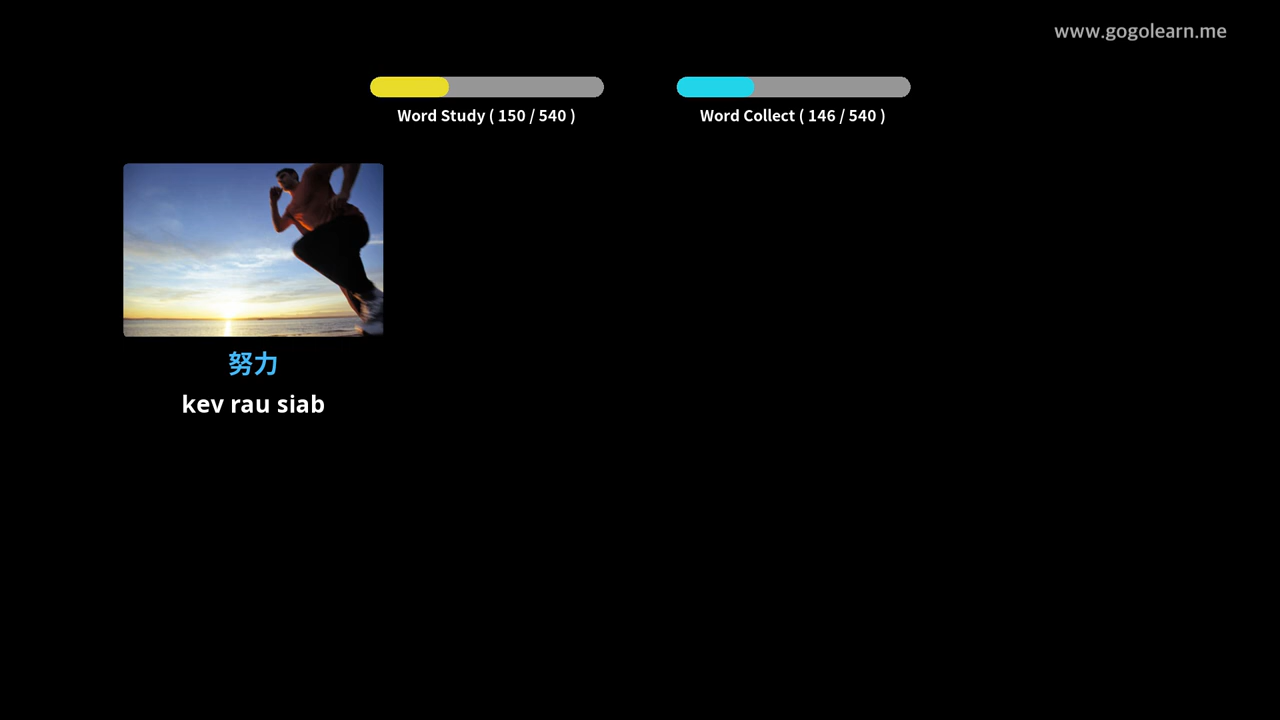 www.gogolearn.me
Word Study ( 150 / 540 )
Word Collect ( 146 / 540 )
努力
kev rau siab